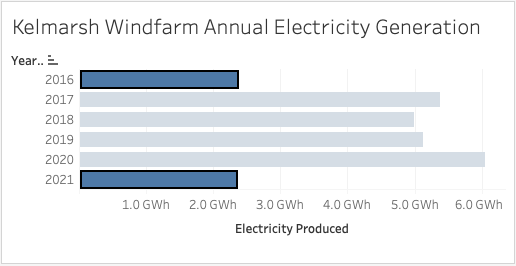 Kelmarsh Windfarm Annual Electricity Generation
Year..
2016
2017
2018
2019
2020
2021
1.0 GWh 2.0 GWh 3.0 GWh 4.0 GWh 5.0 GWh 6.0 GWh
Electricity Produced